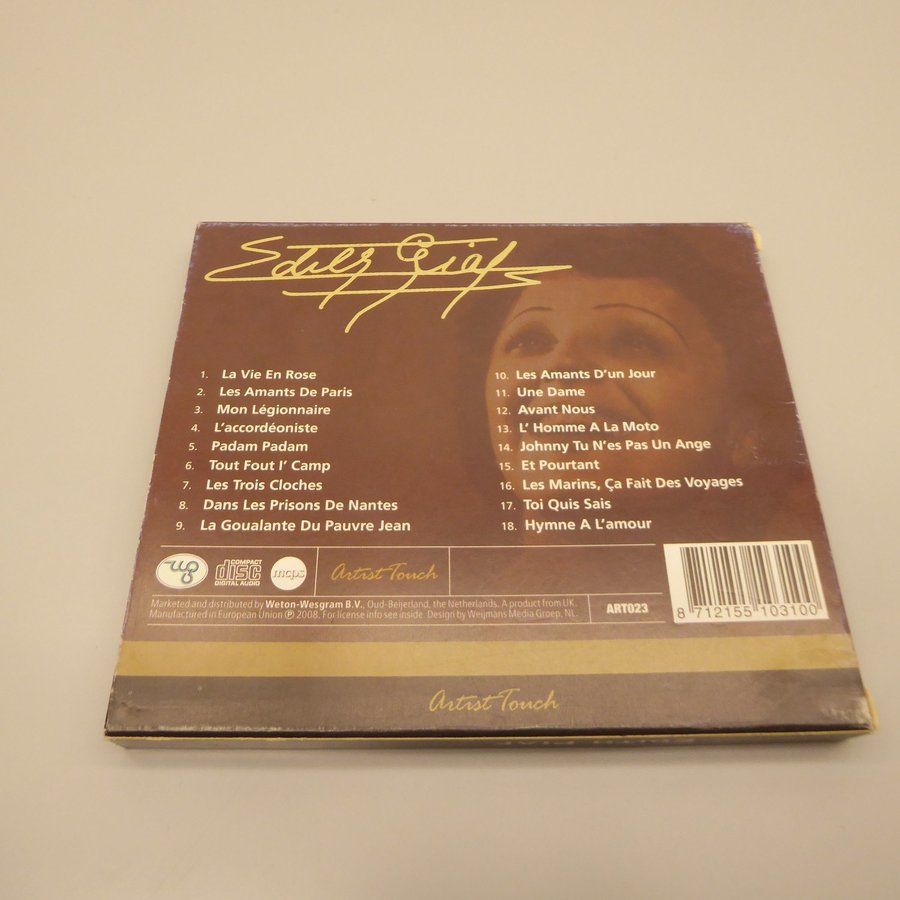 Edith Piaf
1. La Vie En Rose
2. Les Amants De Paris
3. Mon Légionnaire
4. L'accordéoniste
5. Padam Padam
6. Tout Fout l' Camp
7. Les Trois Cloches
8. Dans Les Prisons De Nantes
9. La Goualante Du Pauvre Jean
10. Les Amants D'un Jour
11. Une Dame
12. Avant Nous
13. L' Homme A La Moto
14. Johnny Tu N'es Pas Un Ange
15. Et Pourtant
16. Les Marins, Ça Fait Des Voyages
17. Toi Quis Sais
18. Hymne A L'amour
COMPACT
disc
DIGITAL AUDIO
mcps
Artist Touch
Marketed and distributed by Weton-Wesgram B.V., Oud-Beijerland, the Netherlands. A product from UK.
Manufactured in European Union ℗ 2008. For license info see inside. Design by Weijmans Media Groep. NL.
ART023
8 712155 103100
Artist Touch